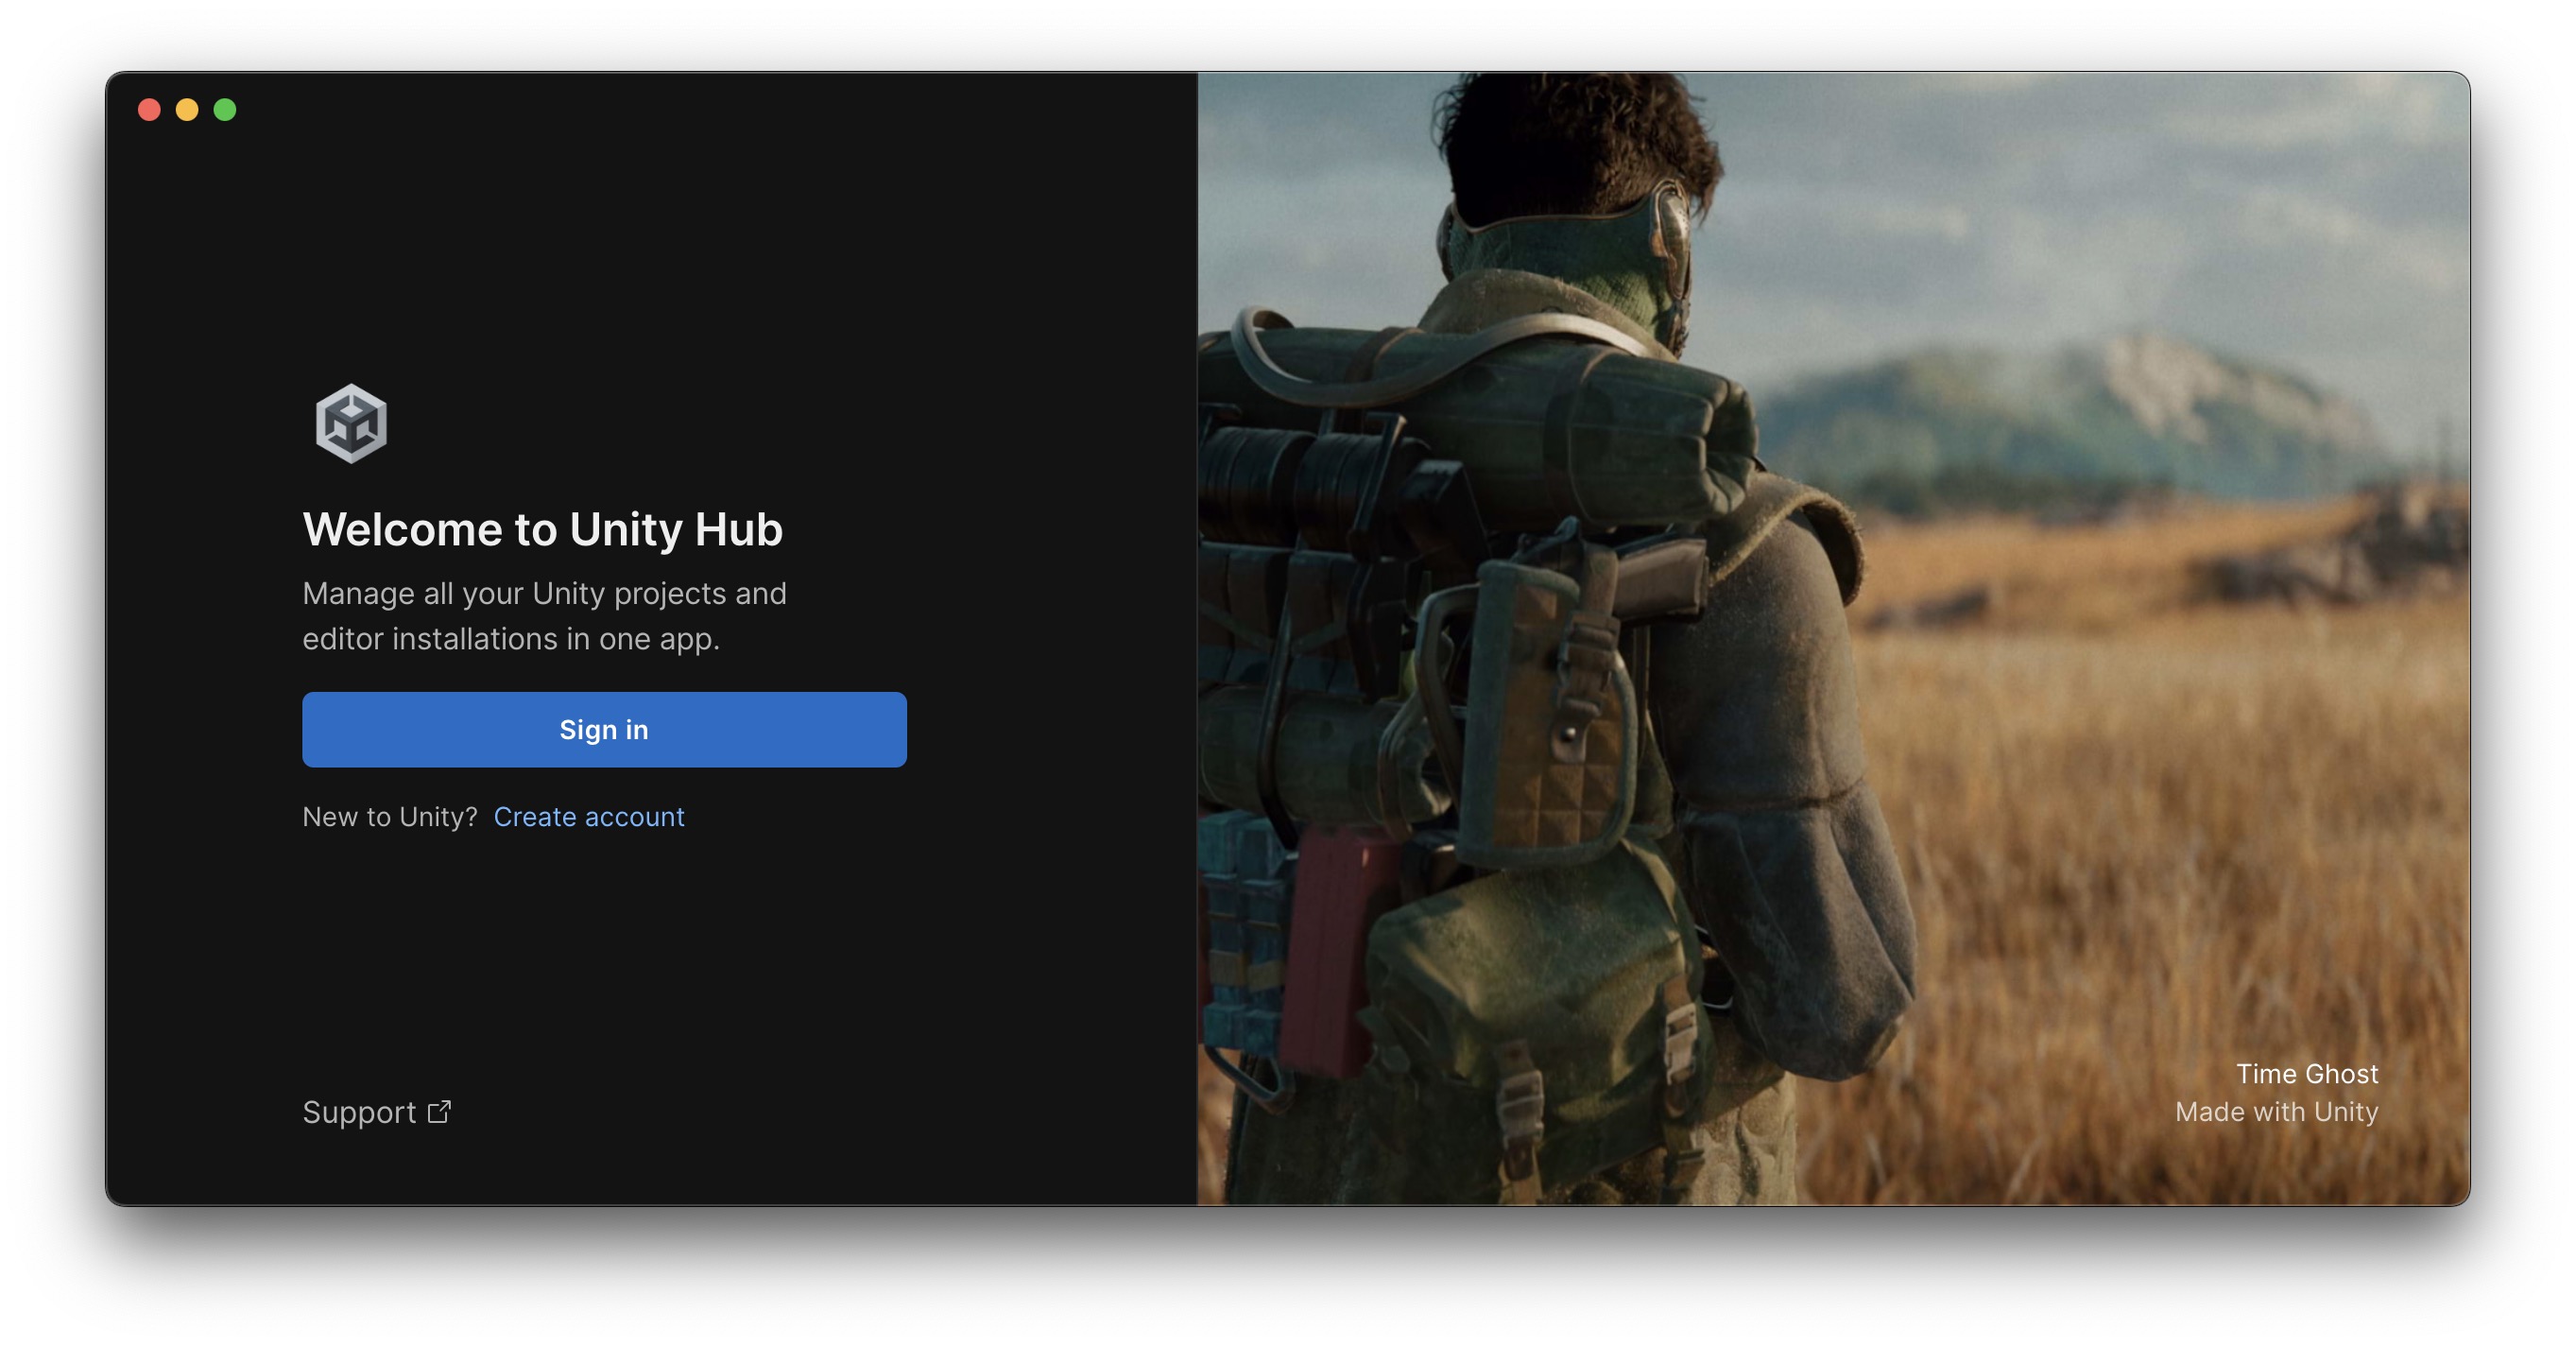 Welcome to Unity Hub
Manage all your Unity projects and
editor installations in one app.
Sign in
New to Unity? Create account
Support
Time Ghost
Made with Unity